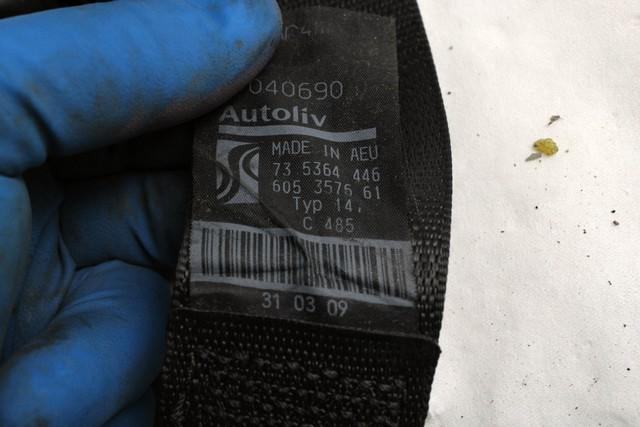 040690
Autoliv
MADE IN AEU
73 5364 446
605 3576 61
Typ 14,
C 485
31 03 09